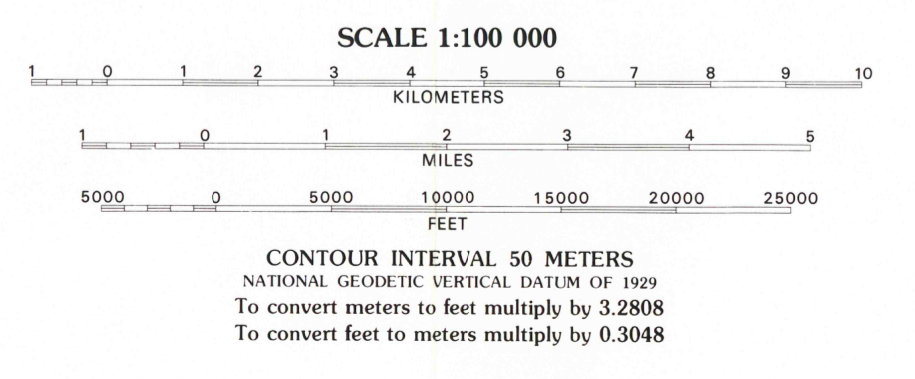 SCALE 1:100 000
1 0 1 2 3 4 5 6 7 8 9 10
KILOMETERS
1 0 1 2 3 4 5
MILES
5000 0 5000 10000 15000 20000 25000
FEET
CONTOUR INTERVAL 50 METERS
NATIONAL GEODETIC VERTICAL DATUM OF 1929
To convert meters to feet multiply by 3.2808
To convert feet to meters multiply by 0.3048